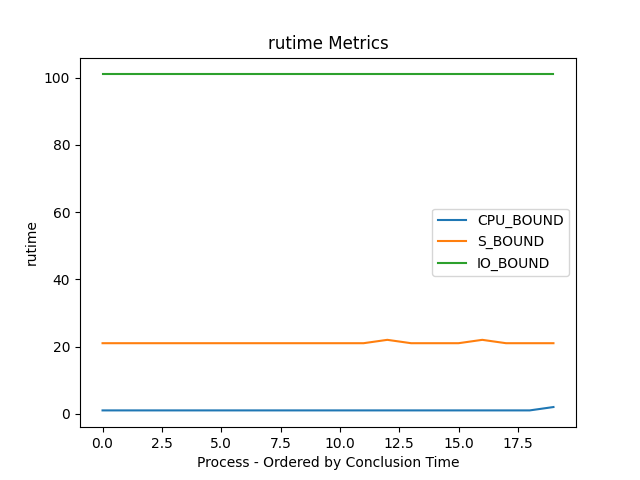 rutime Metrics
rutime
100
80
60
40
20
0
CPU_BOUND
S_BOUND
IO_BOUND
0.0 2.5 5.0 7.5 10.0 12.5 15.0 17.5
Process - Ordered by Conclusion Time